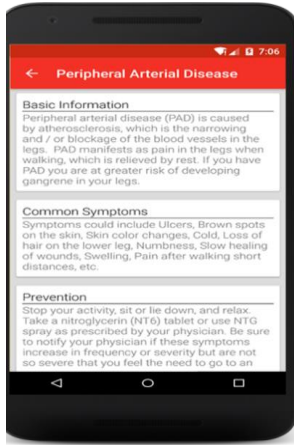 7:06
Peripheral Arterial Disease
Basic Information
Peripheral arterial disease (PAD) is caused
by atherosclerosis, which is the narrowing
and / or blockage of the blood vessels in the
legs.  PAD manifests as pain in the legs when
walking, which is relieved by rest. If you have
PAD you are at greater risk of developing
gangrene in your legs.
Common Symptoms
Symptoms could include Ulcers, Brown spots
on the skin, Skin color changes, Cold, Loss of
hair on the lower leg, Numbness, Slow healing
of wounds, Swelling, Pain after walking short
distances, etc.
Prevention
Stop your activity, sit or lie down, and relax.
Take a nitroglycerin (NT6) tablet or use NTG
spray as prescribed by your physician. Be sure
to notify your physician if these symptoms
increase in frequency or severity but are not
so severe that you feel the need to go to an